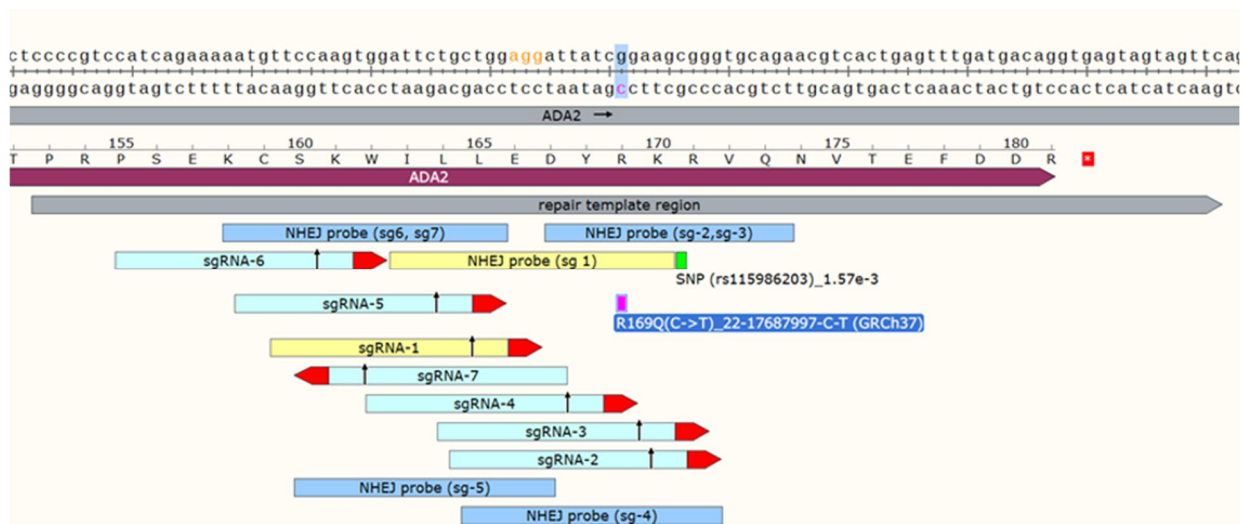 ctccccgtccatcagaaaaatgttccaagtggattctgctggaggattatcggaagcgggtgcagaacgtcactgagtttgatgacaggtgagtagtagttcag
gaggggcaggtagtctttttacaaggttcacctaagacgacctcctaatagccttcgcccacgtcttgcagtgactcaaactactgtccactcatcatcaagtc
ADA2 →
155 160 165 170 175 180
T P R P S E K C S K W I L L E D Y R K R V Q N V T E F D D R *
ADA2
repair template region
NHEJ probe (sg6, sg7) NHEJ probe (sg-2,sg-3)
sgRNA-6 NHEJ probe (sg 1)
SNP (rs115986203)_1.57e-3
sgRNA-5
R169Q(C->T)_22-17687997-C-T (GRCh37)
sgRNA-1
sgRNA-7
sgRNA-4
sgRNA-3
sgRNA-2
NHEJ probe (sg-5)
NHEJ probe (sg-4)